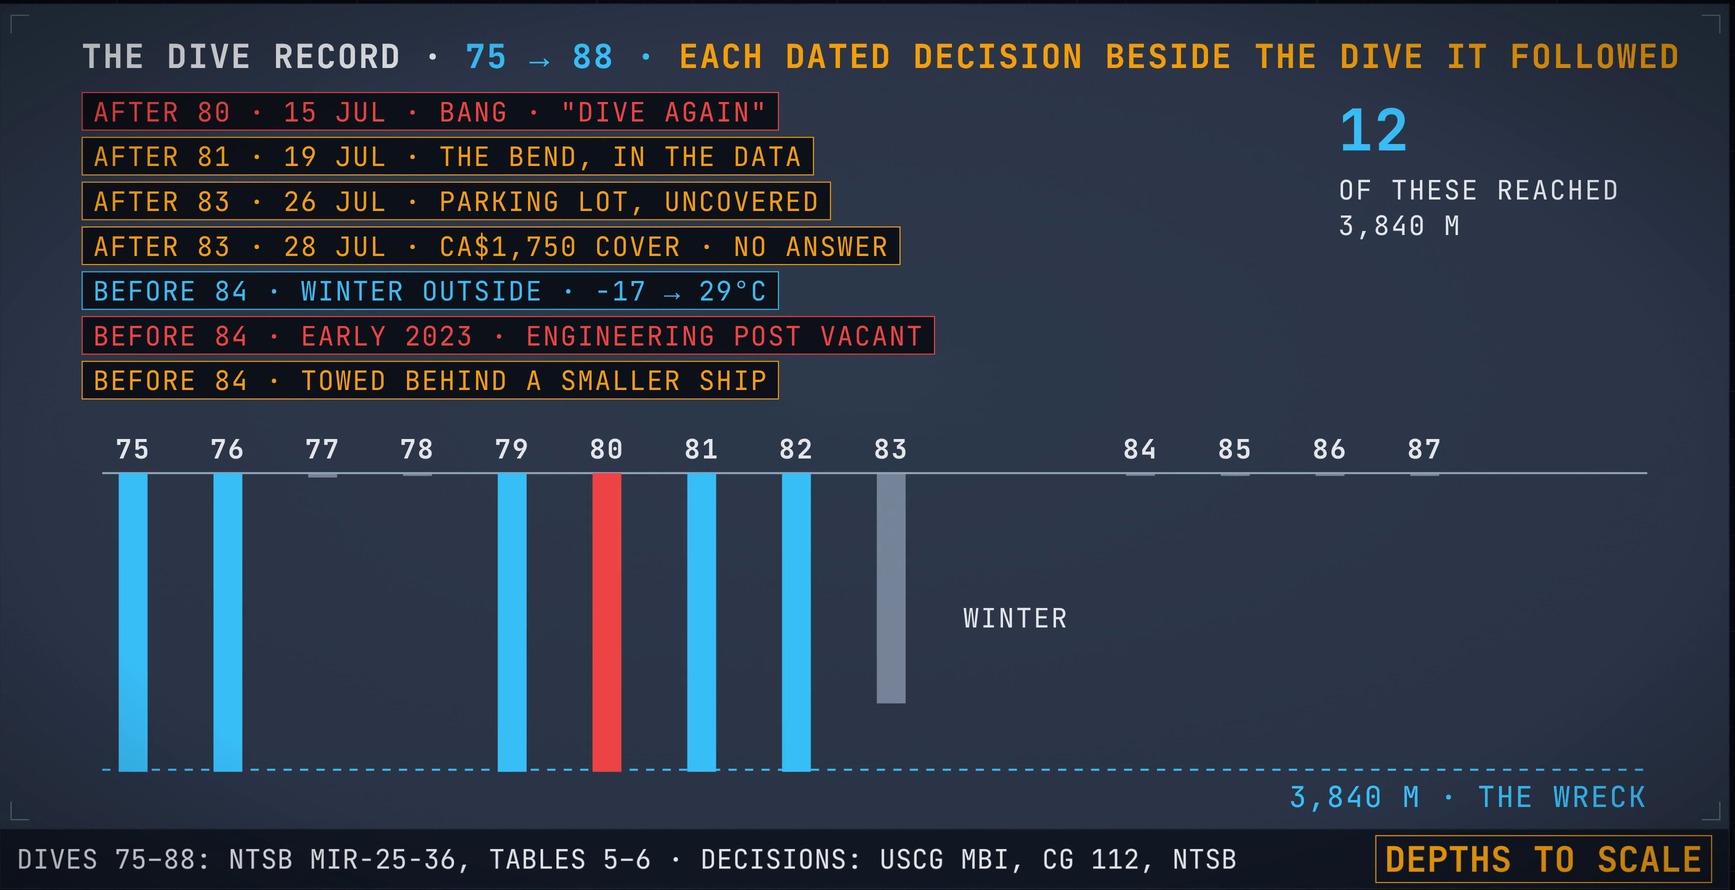 THE DIVE RECORD · 75 → 88 · EACH DATED DECISION BESIDE THE DIVE IT FOLLOWED
AFTER 80 · 15 JUL · BANG · "DIVE AGAIN"
AFTER 81 · 19 JUL · THE BEND, IN THE DATA
AFTER 83 · 26 JUL · PARKING LOT, UNCOVERED
AFTER 83 · 28 JUL · CA$1,750 COVER · NO ANSWER
BEFORE 84 · WINTER OUTSIDE · -17 → 29°C
BEFORE 84 · EARLY 2023 · ENGINEERING POST VACANT
BEFORE 84 · TOWED BEHIND A SMALLER SHIP
12
OF THESE REACHED
3,840 M
75 76 77 78 79 80 81 82 83 84 85 86 87
WINTER
3,840 M · THE WRECK
DIVES 75–88: NTSB MIR-25-36, TABLES 5–6 · DECISIONS: USCG MBI, CG 112, NTSB
DEPTHS TO SCALE